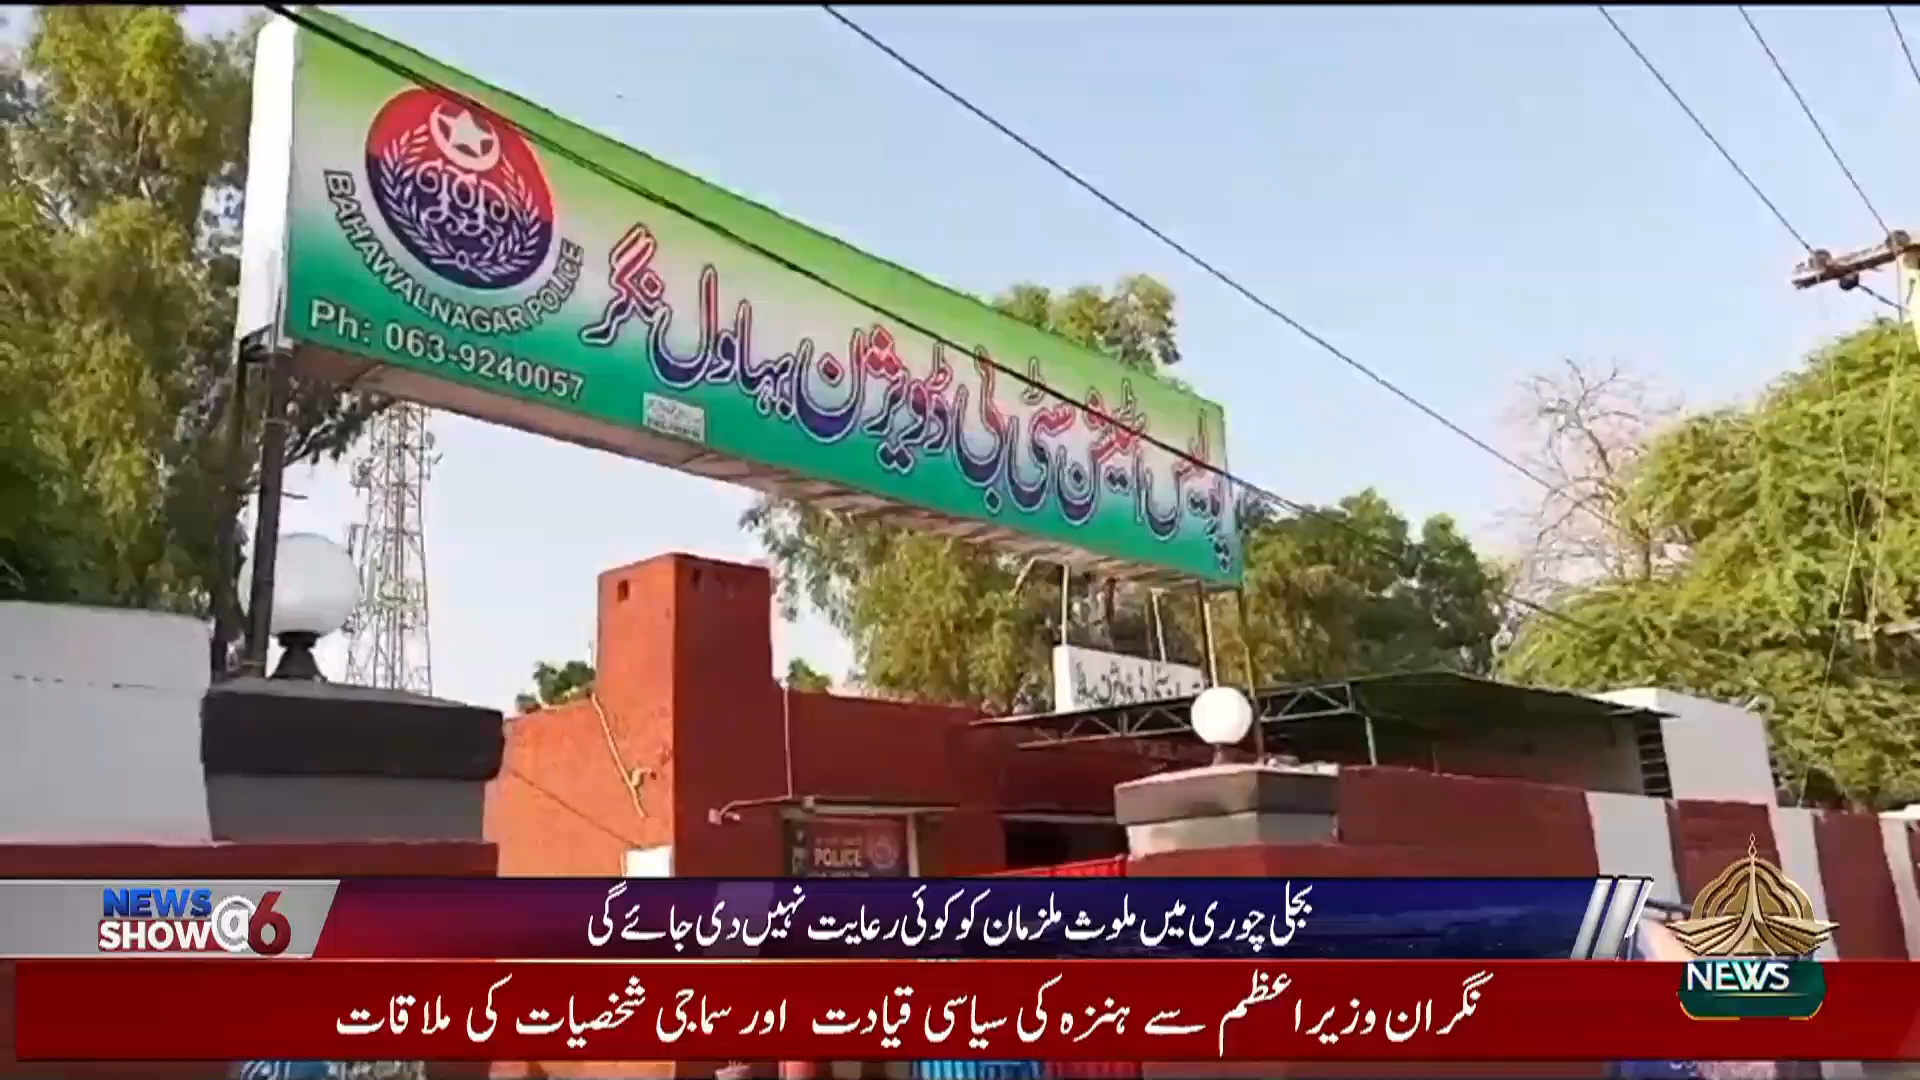 BAHAWALNAGAR POLICE
Ph: 063-9240057
پولیس اسٹیشن سٹی بی ڈویژن بہاول نگر
POLICE
NEWS
SHOW@6
بجلی چوری میں ملوث ملزمان کو کوئی رعایت نہیں دی جائے گی
NEWS
نگران وزیراعظم سے ہنزہ کی سیاسی قیادت اور سماجی شخصیات کی ملاقات